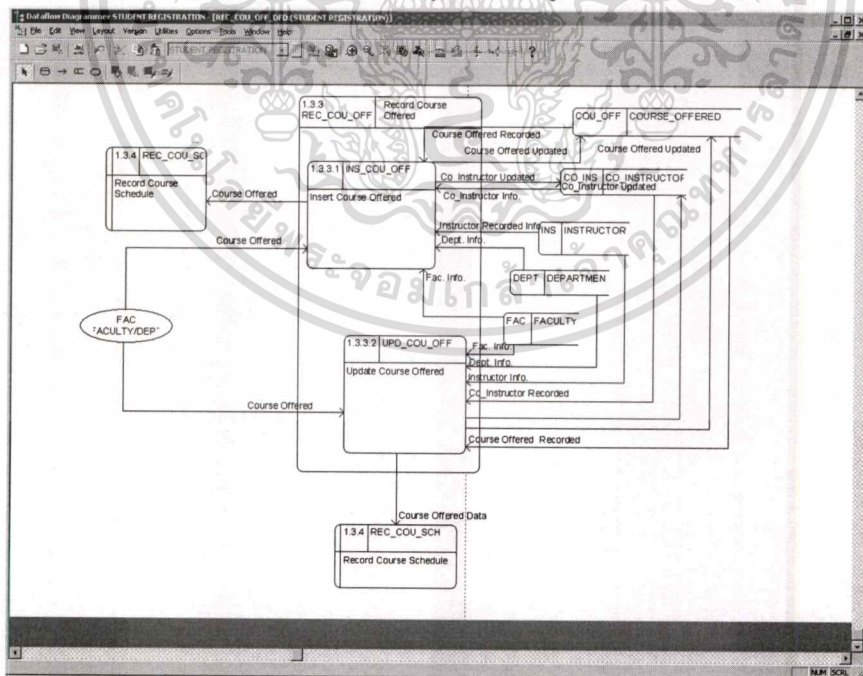 Dataflow Diagrammer STUDENT REGISTRATION - [REC_COU_OFF_DFD (STUDENT REGISTRATION)]
File Edit View Layout Version Utilities Options Tools Window Help
STUDENT REGISTRATION
1.3.3 Record Course
REC_COU_OFF Offered
COU_OFF COURSE_OFFERED
Course Offered Recorded
Course Offered Updated
Course Offered Updated
1.3.4 REC_COU_SC
Record Course
Schedule
1.3.3.1 INS_COU_OFF
Insert Course Offered
Co_Instructor Updated
CO_INS CO_INSTRUCTOF
Co_Instructor Updated
Course Offered
Co_Instructor Info.
Instructor Recorded Info
INS INSTRUCTOR
Course Offered
Dept. Info.
Fac. Info.
DEPT DEPARTMEN
FAC
FACULTY/DEP
FAC FACULTY
1.3.3.2 UPD_COU_OFF
Update Course Offered
Fac. Info.
Dept. Info.
Instructor Info.
Co_Instructor Recorded
Course Offered
Course Offered Recorded
Course Offered Data
1.3.4 REC_COU_SCH
Record Course Schedule
NUM SCRL